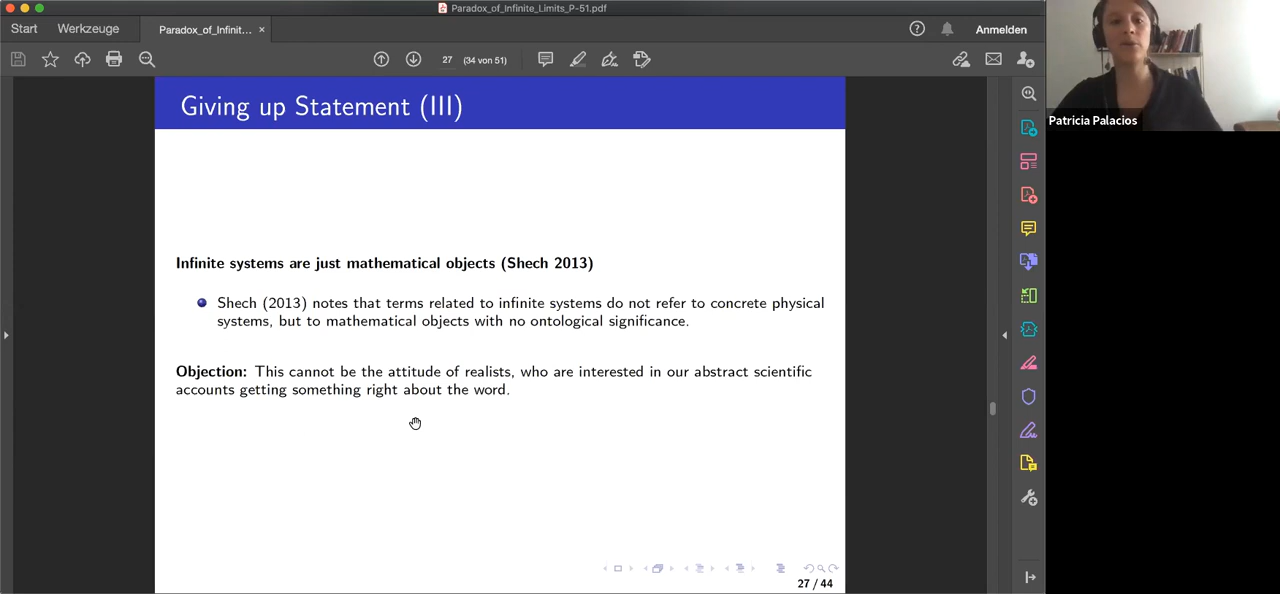 Paradox_of_Infinite_Limits_P-51.pdf
Start Werkzeuge Paradox_of_Infinit... × Anmelden
27 (34 von 51)
Patricia Palacios
Giving up Statement (III)
Infinite systems are just mathematical objects (Shech 2013)
Shech (2013) notes that terms related to infinite systems do not refer to concrete physical
systems, but to mathematical objects with no ontological significance.
Objection: This cannot be the attitude of realists, who are interested in our abstract scientific
accounts getting something right about the word.
27 / 44